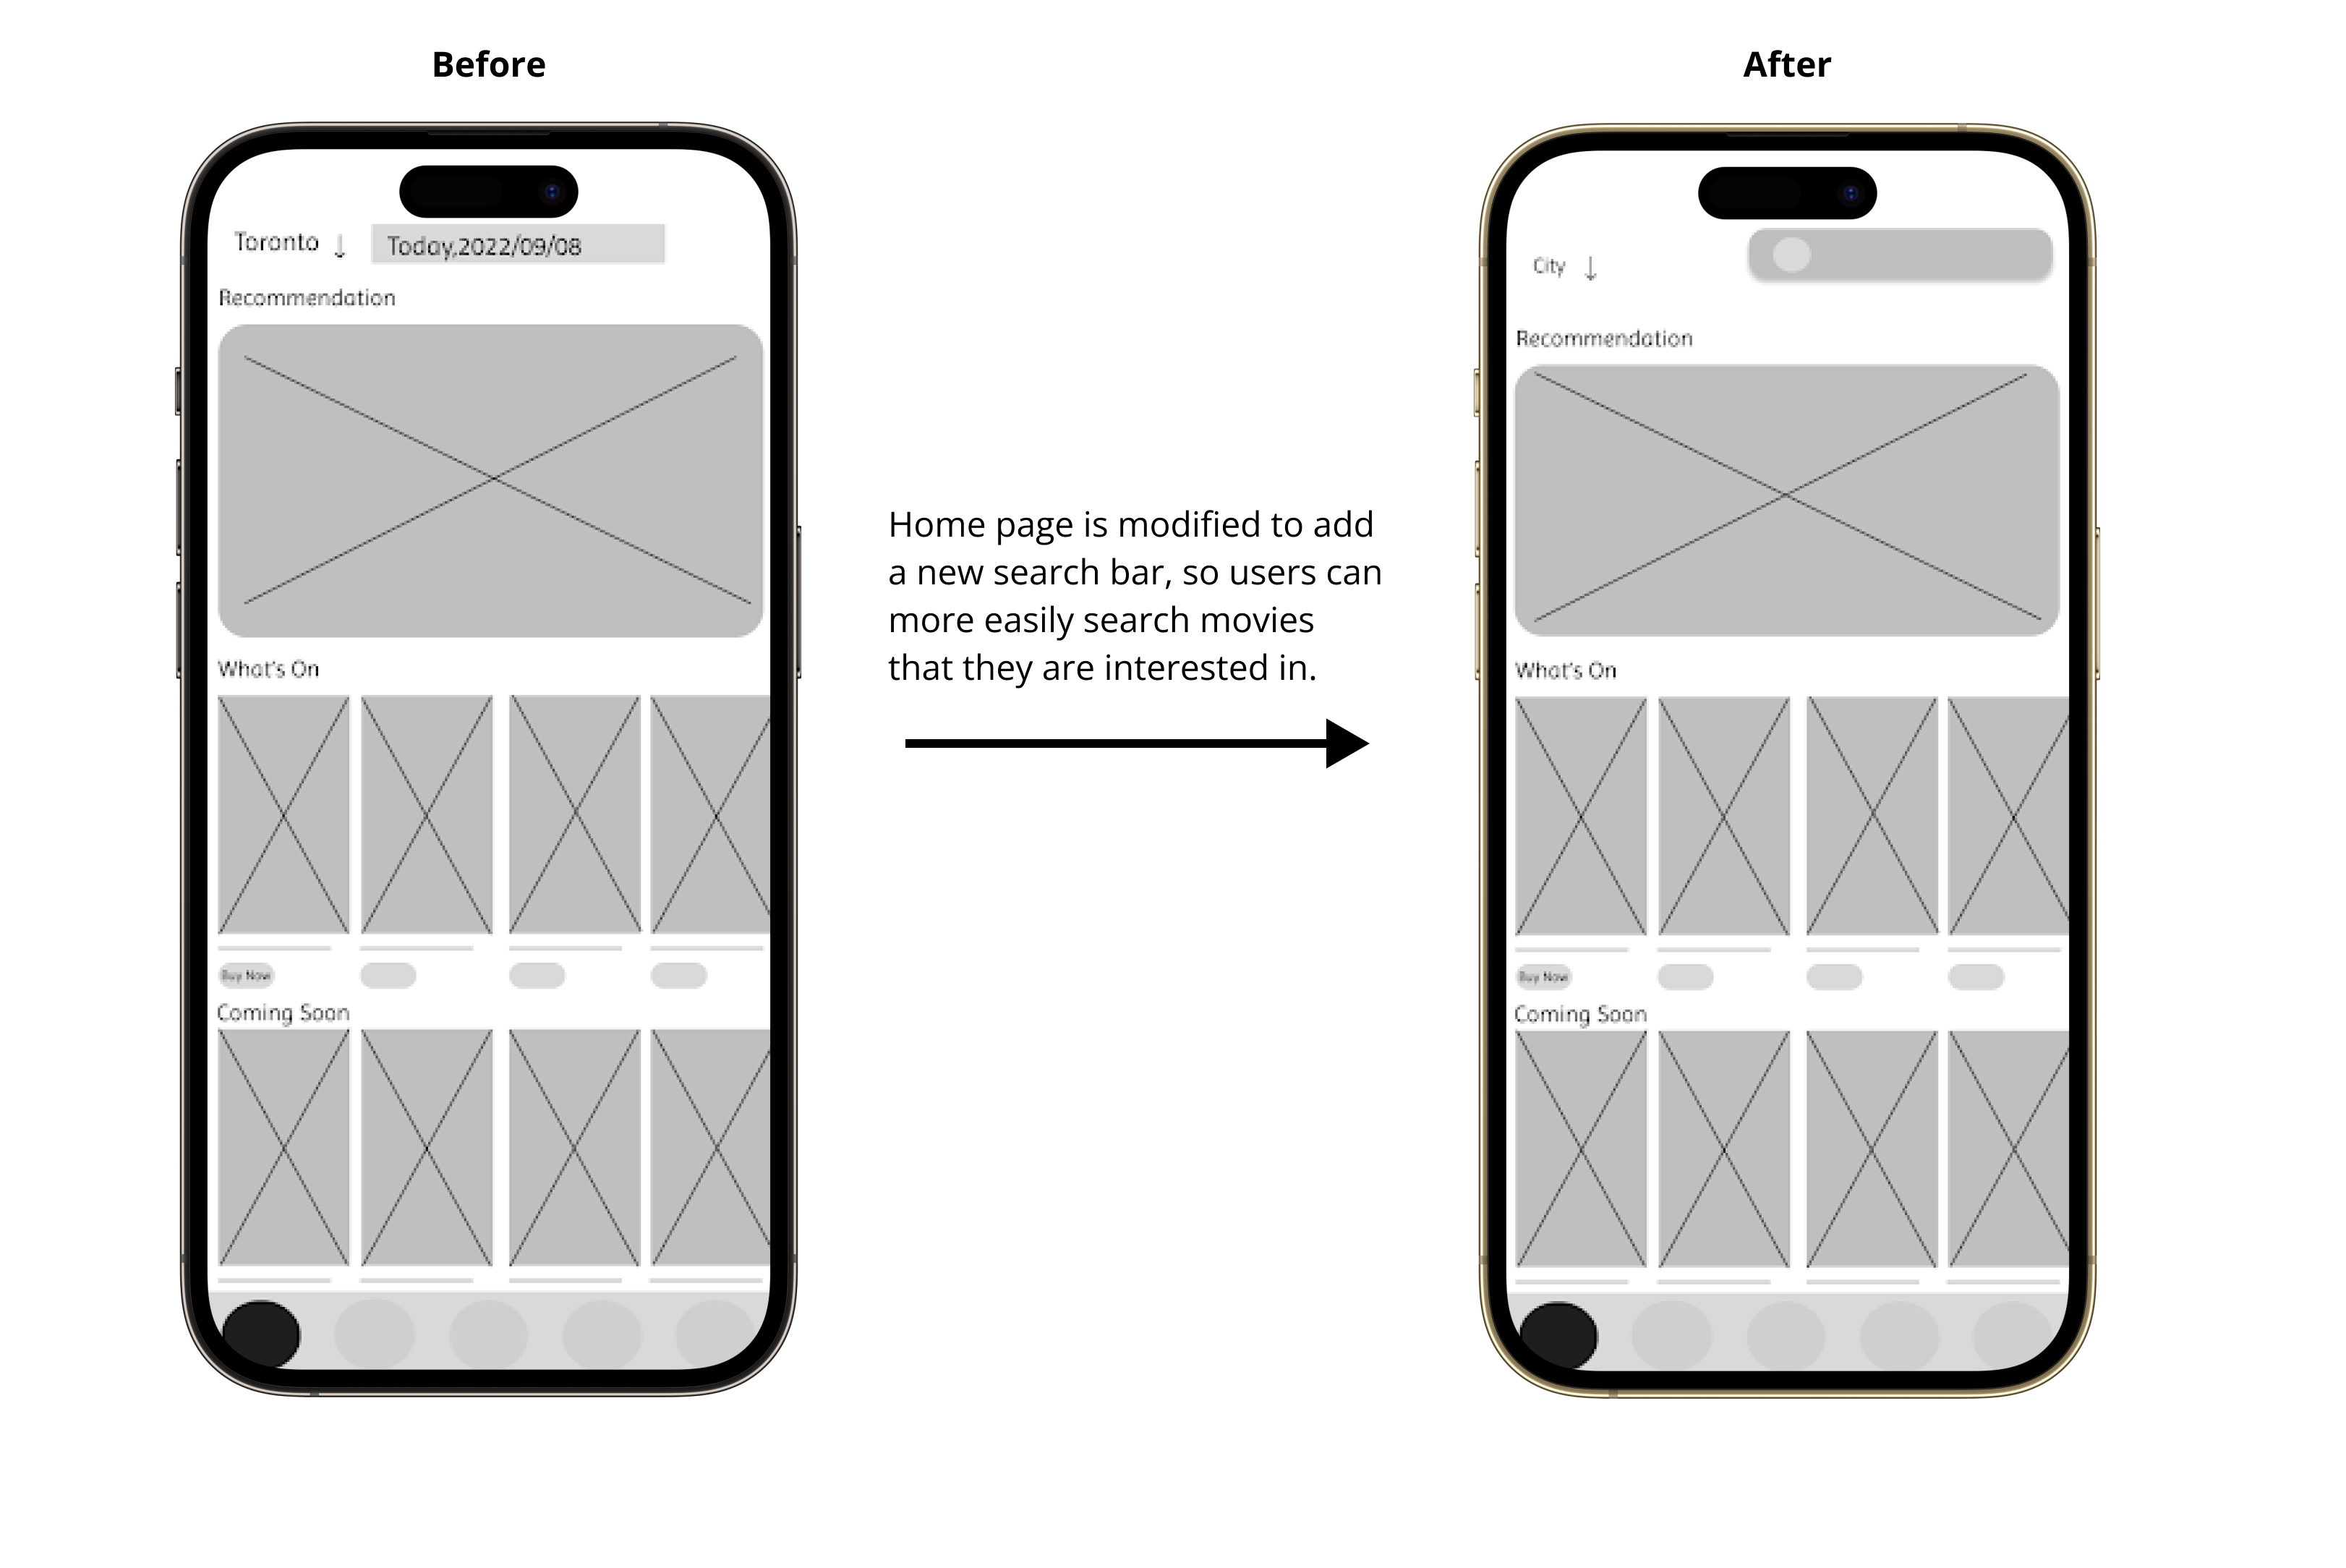 Before
Toronto ↓ Today,2022/09/08
Recommendation
What's On
Buy Now
Coming Soon
Home page is modified to add
a new search bar, so users can
more easily search movies
that they are interested in.
After
City ↓
Recommendation
What's On
Buy Now
Coming Soon